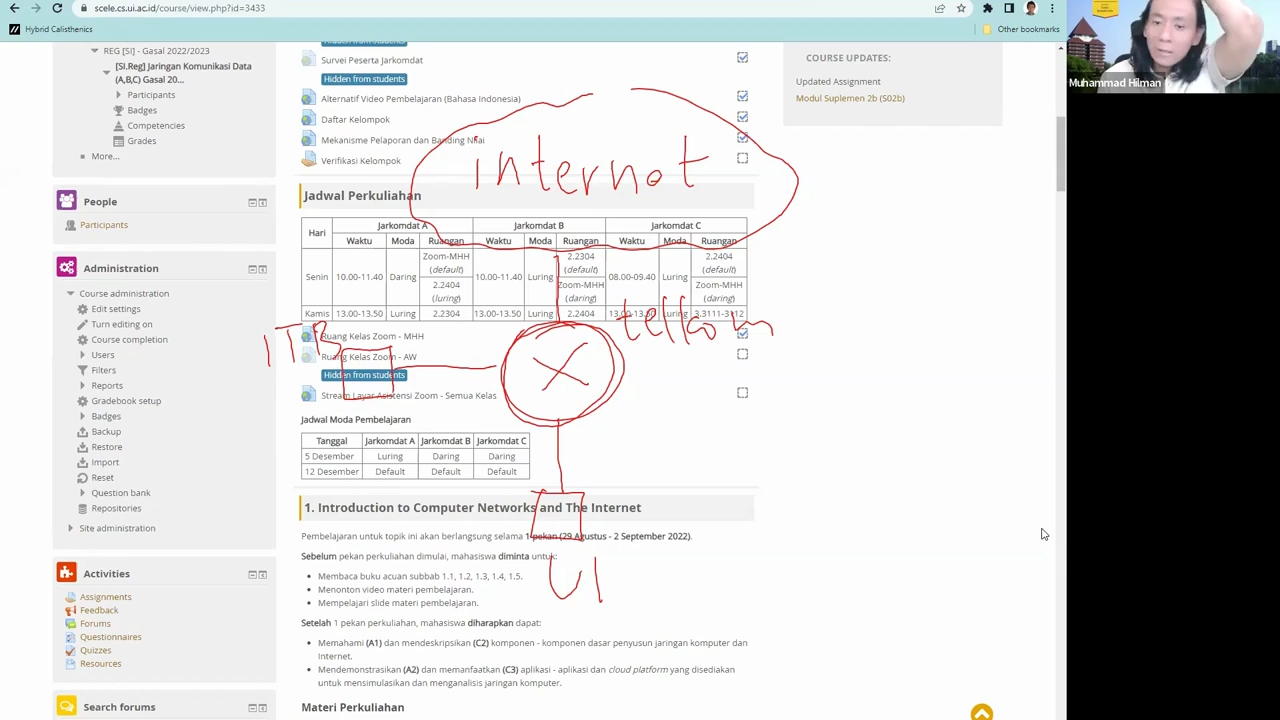 scele.cs.ui.ac.id/course/view.php?id=3433
Hybrid Calisthenics
Other bookmarks
REG [SI] - Gasal 2022/2023
[SI.Reg] Jaringan Komunikasi Data
(A,B,C) Gasal 20...
Participants
Badges
Competencies
Grades
More...
People
Participants
Administration
Course administration
Edit settings
Turn editing on
Course completion
Users
Filters
Reports
Gradebook setup
Badges
Backup
Restore
Import
Reset
Question bank
Repositories
Site administration
Activities
Assignments
Feedback
Forums
Questionnaires
Quizzes
Resources
Search forums
Hidden from students
Survei Peserta Jarkomdat
Hidden from students
Alternatif Video Pembelajaran (Bahasa Indonesia)
Daftar Kelompok
Mekanisme Pelaporan dan Banding Nilai
Verifikasi Kelompok
internet
Jadwal Perkuliahan
Hari Jarkomdat A Jarkomdat B Jarkomdat C
Waktu Moda Ruangan Waktu Moda Ruangan Waktu Moda Ruangan
Senin 10.00-11.40 Daring Zoom-MHH (default) 2.2404 (luring) 10.00-11.40 Luring 2.2304 (default) Zoom-MHH (daring) 08.00-09.40 Luring 2.2404 (default) Zoom-MHH (daring)
Kamis 13.00-13.50 Luring 2.2304 13.00-13.50 Luring 2.2404 13.00-13.50 Luring 3.3111-3112
telkom
Ruang Kelas Zoom - MHH
Ruang Kelas Zoom - AW
Hidden from students
Stream Layar Asistensi Zoom - Semua Kelas
Jadwal Moda Pembelajaran
Tanggal Jarkomdat A Jarkomdat B Jarkomdat C
5 Desember Luring Daring Daring
12 Desember Default Default Default
1. Introduction to Computer Networks and The Internet
Pembelajaran untuk topik ini akan berlangsung selama 1 pekan (29 Agustus - 2 September 2022).
Sebelum pekan perkuliahan dimulai, mahasiswa diminta untuk:
UI
Membaca buku acuan subbab 1.1, 1.2, 1.3, 1.4, 1.5.
Menonton video materi pembelajaran.
Mempelajari slide materi pembelajaran.
Setelah 1 pekan perkuliahan, mahasiswa diharapkan dapat:
Memahami (A1) dan mendeskripsikan (C2) komponen - komponen dasar penyusun jaringan komputer dan
Internet.
Mendemonstrasikan (A2) dan memanfaatkan (C3) aplikasi - aplikasi dan cloud platform yang disediakan
untuk mensimulasikan dan menganalisis jaringan komputer.
Materi Perkuliahan
COURSE UPDATES:
Updated Assignment
Modul Suplemen 2b (S02b)
Muhammad Hilman